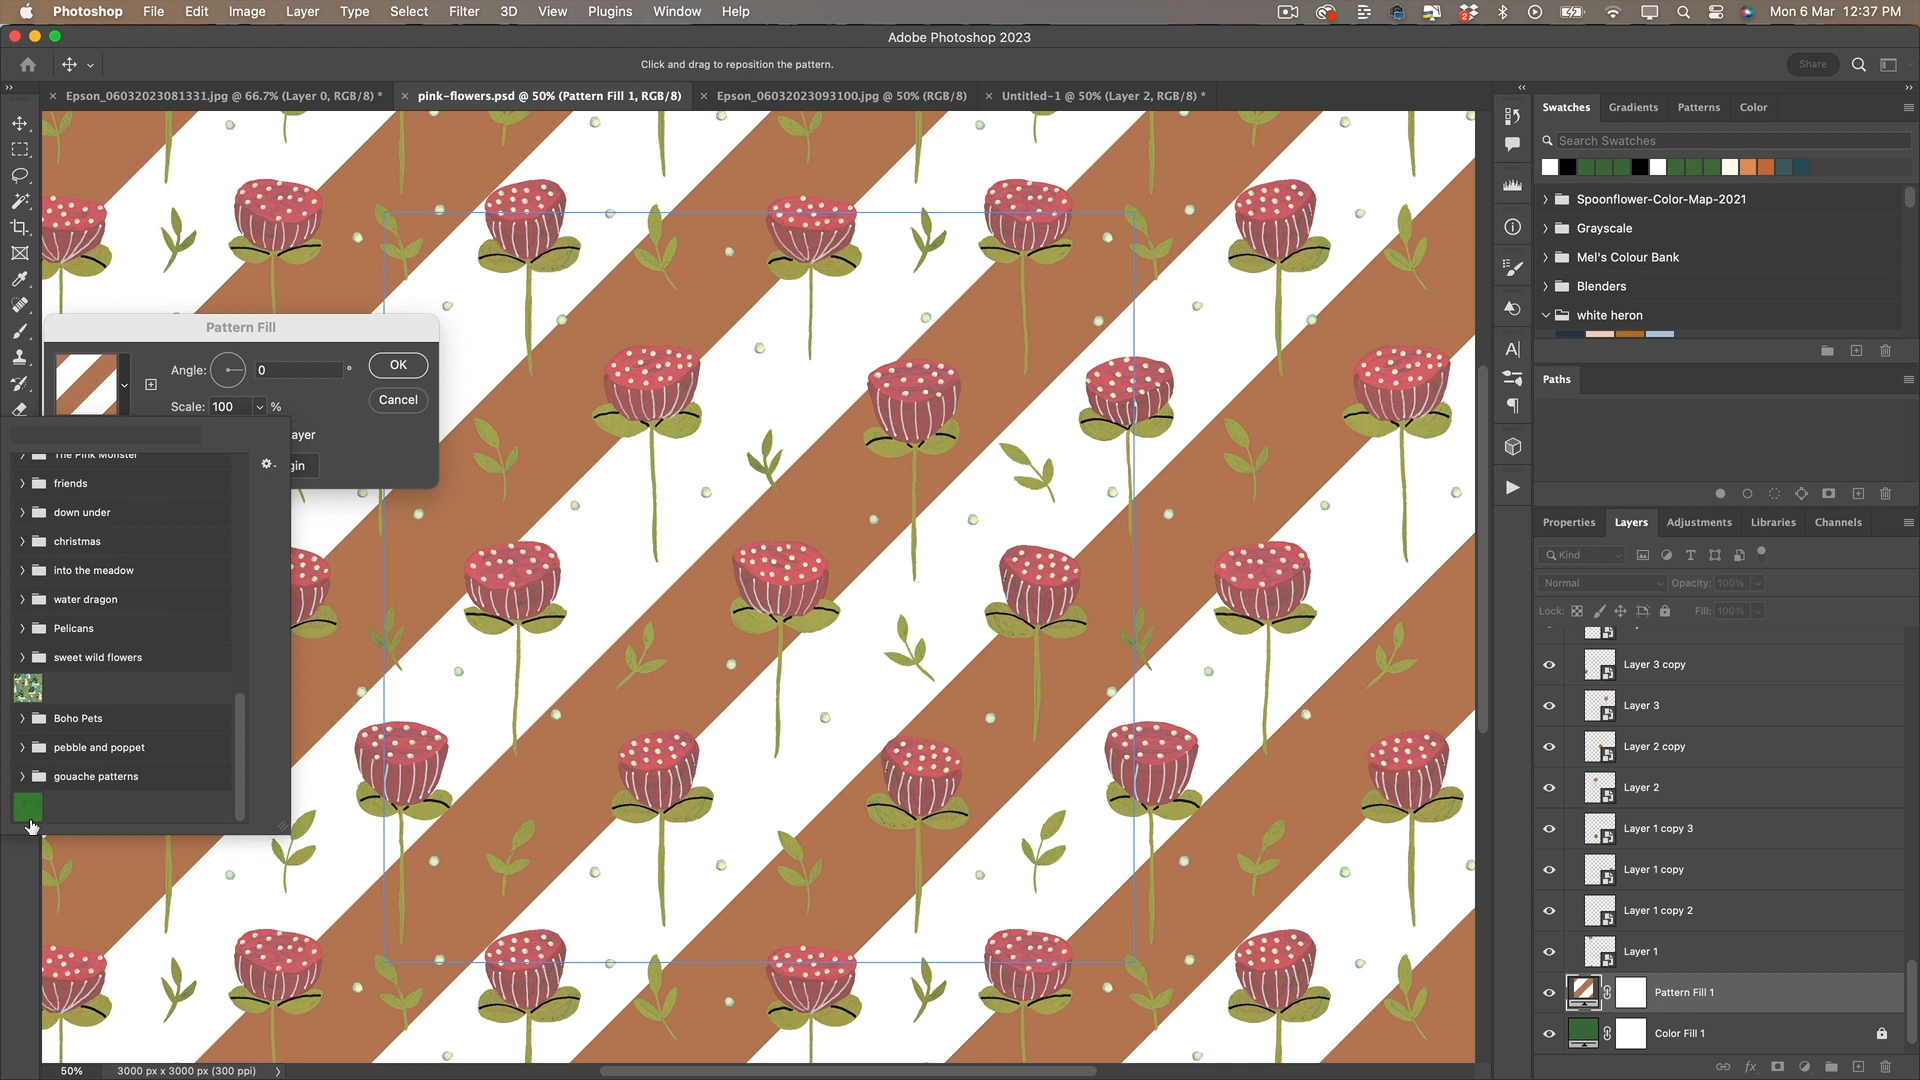 Photoshop File Edit Image Layer Type Select Filter 3D View Plugins Window Help 2 Mon 6 Mar 12:37 PM
Adobe Photoshop 2023
Click and drag to reposition the pattern. Share
Epson_06032023081331.jpg @ 66.7% (Layer 0, RGB/8) * pink-flowers.psd @ 50% (Pattern Fill 1, RGB/8) Epson_06032023093100.jpg @ 50% (RGB/8) Untitled-1 @ 50% (Layer 2, RGB/8) *
Swatches Gradients Patterns Color
Search Swatches
Spoonflower-Color-Map-2021
Grayscale
Mel's Colour Bank
Blenders
white heron
Pattern Fill
Angle: 0 °
OK
Scale: 100 %
Cancel
ayer
gin
The Pink Monster
friends
down under
christmas
into the meadow
water dragon
Pelicans
sweet wild flowers
Boho Pets
pebble and poppet
gouache patterns
Paths
Properties Layers Adjustments Libraries Channels
Kind
Normal Opacity: 100%
Lock: Fill: 100%
Layer 3 copy
Layer 3
Layer 2 copy
Layer 2
Layer 1 copy 3
Layer 1 copy
Layer 1 copy 2
Layer 1
Pattern Fill 1
Color Fill 1
50% 3000 px x 3000 px (300 ppi)